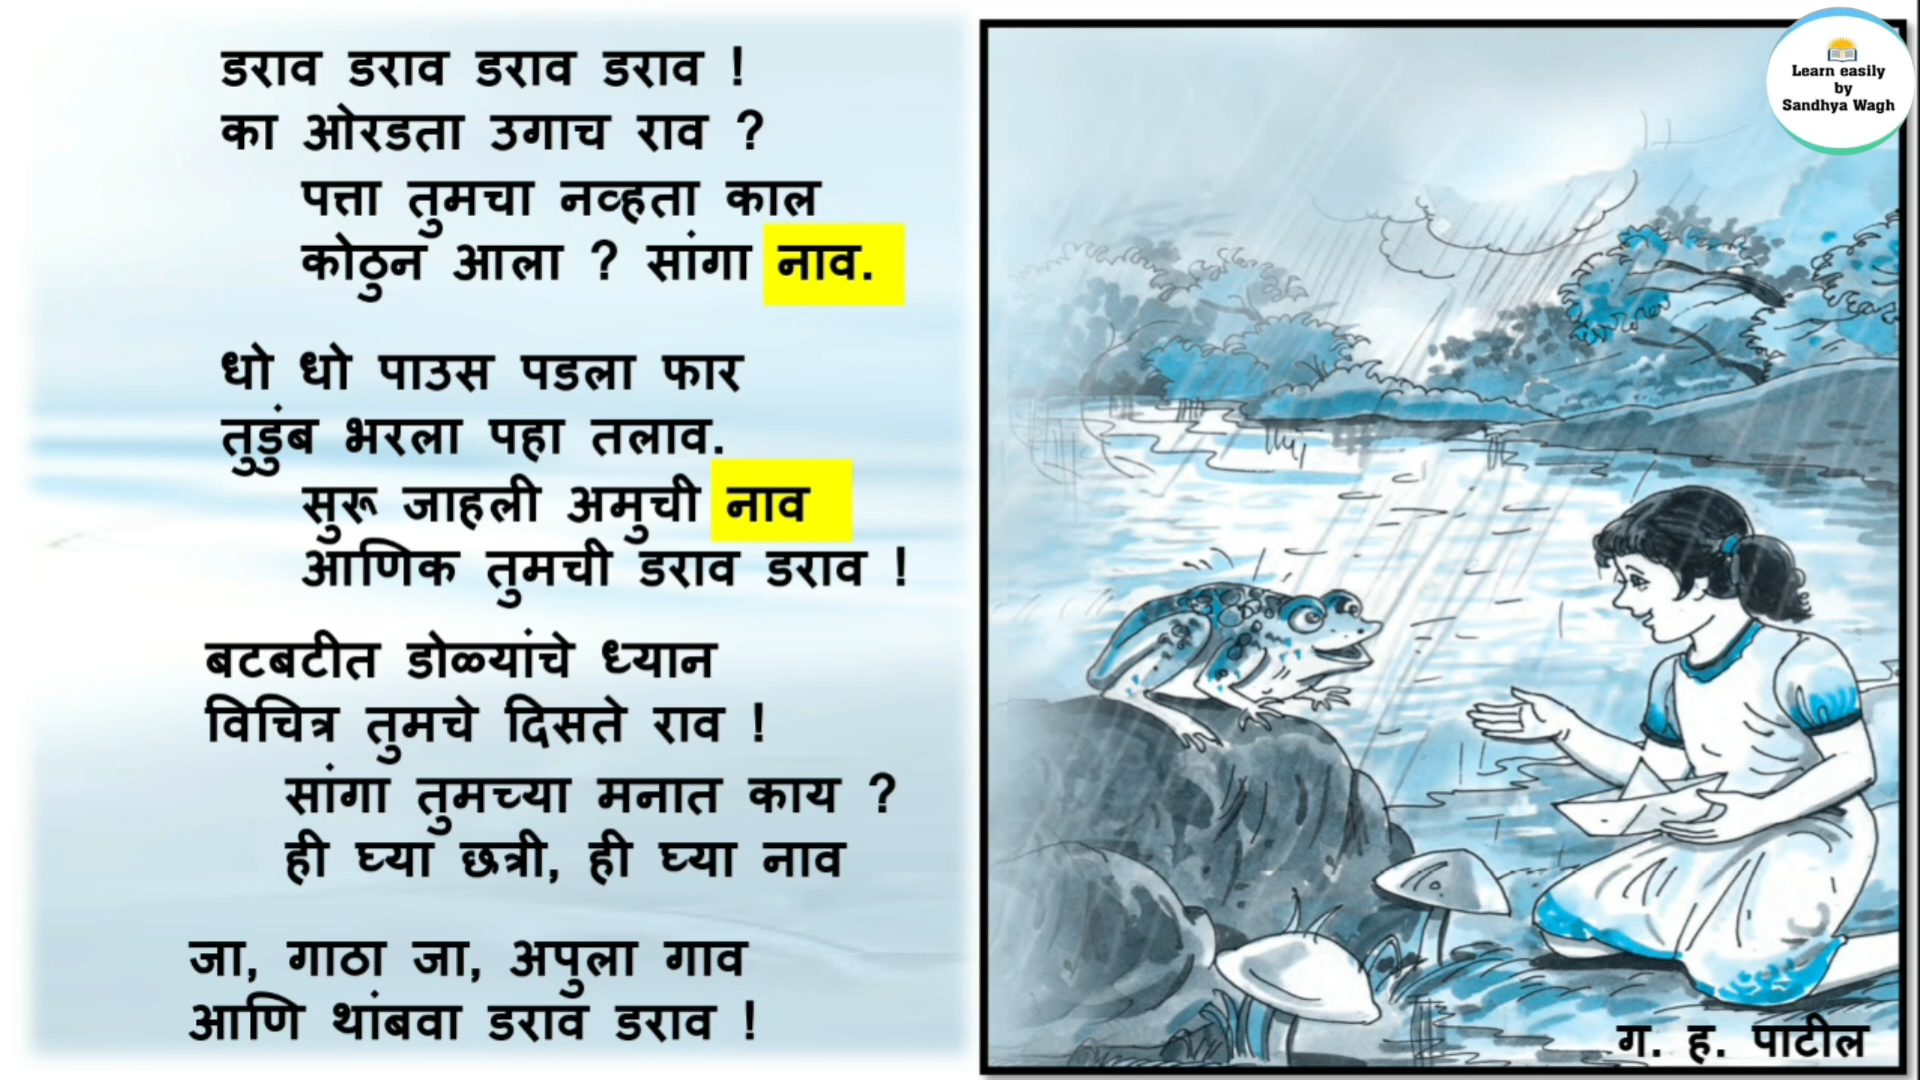 डराव डराव डराव डराव !
का ओरडता उगाच राव ?
पत्ता तुमचा नव्हता काल
कोठुन आला ? सांगा नाव.
धो धो पाउस पडला फार
तुडुंब भरला पहा तलाव.
सुरू जाहली अमुची नाव
आणिक तुमची डराव डराव !
बटबटीत डोळ्यांचे ध्यान
विचित्र तुमचे दिसते राव !
सांगा तुमच्या मनात काय ?
ही घ्या छत्री, ही घ्या नाव
जा, गाठा जा, अपुला गाव
आणि थांबवा डराव डराव !
ग. ह. पाटील
Learn easily
by
Sandhya Wagh